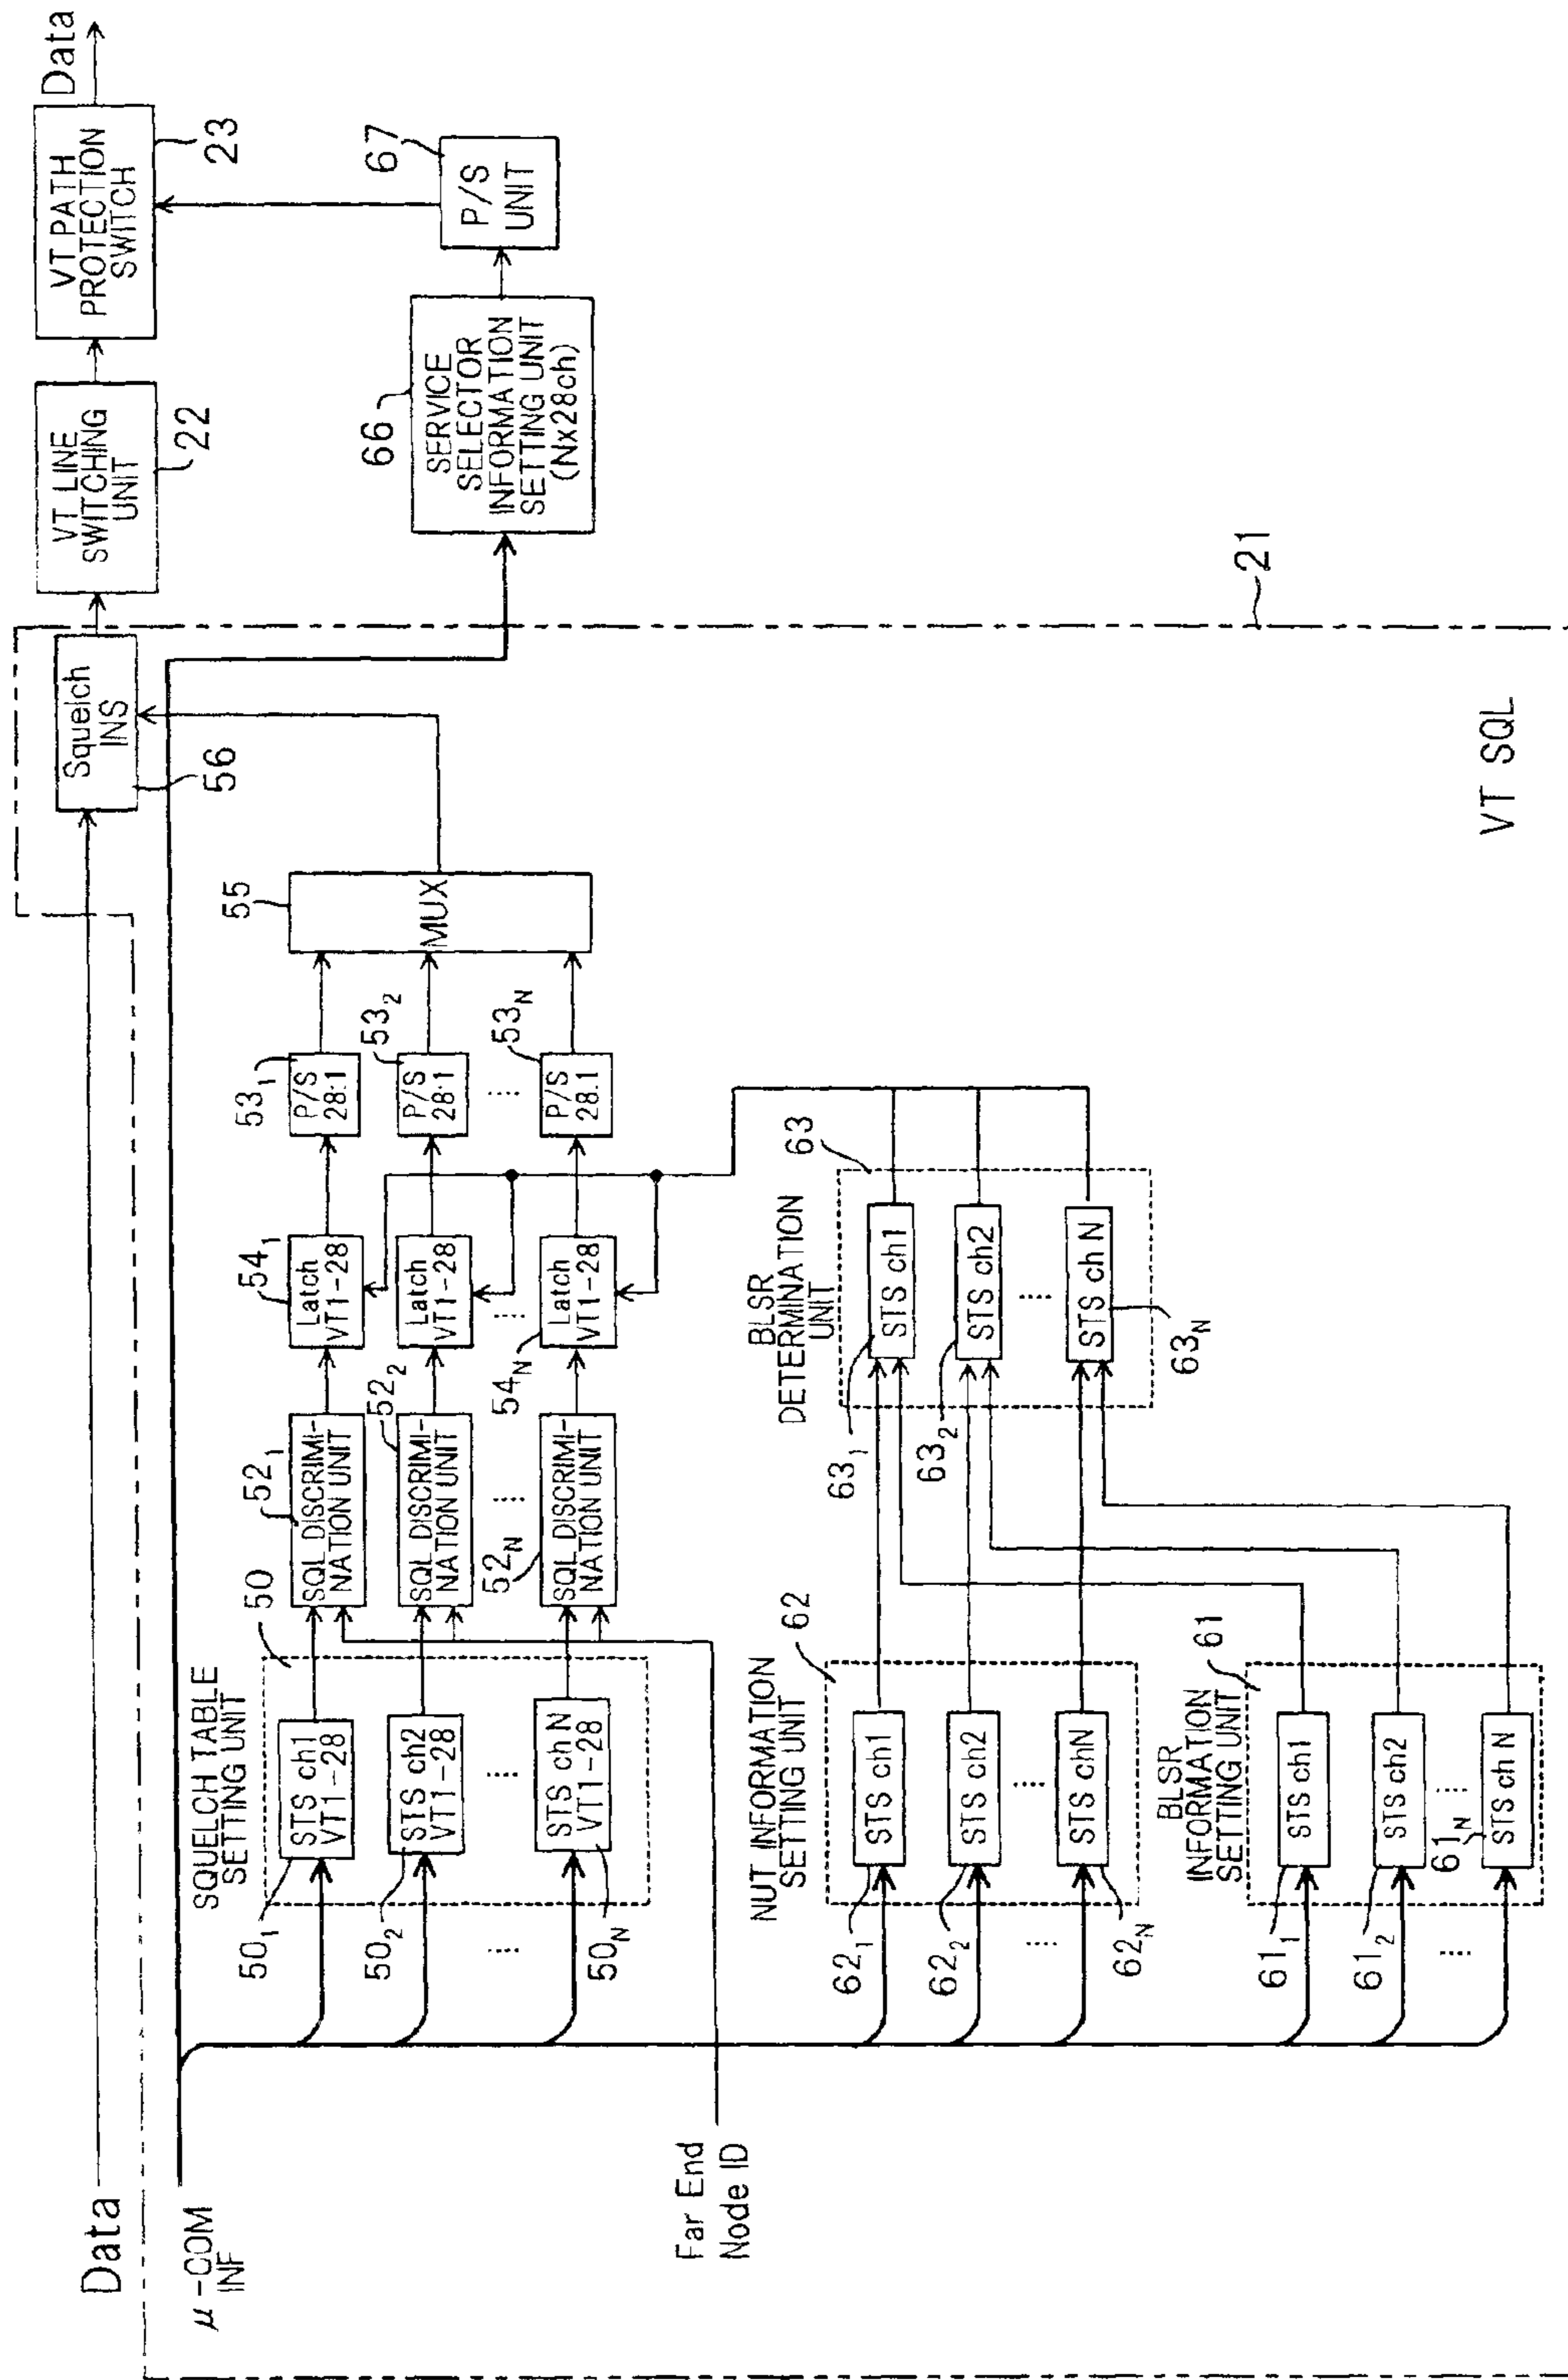 Data
Squelch
INS
56
VT LINE
SWITCHING
UNIT
22
VT PATH
PROTECTION
SWITCH
23
Data
μ-COM
INF
SERVICE
SELECTOR
INFORMATION
SETTING UNIT
(Nx28ch)
66
P/S
UNIT
67
SQUELCH TABLE
SETTING UNIT
50
STS ch1
VT1-28
50₁
STS ch2
VT1-28
50₂
....
....
STS ch N
VT1-28
50N
SQL DISCRIMI-
NATION UNIT
52₁
SQL DISCRIMI-
NATION UNIT
52₂
....
SQL DISCRIMI-
NATION UNIT
52N
Latch
VT1-28
54₁
Latch
VT1-28
....
Latch
VT1-28
54N
P/S
28:1
53₁
P/S
28:1
53₂
....
P/S
28:1
53N
MUX
55
Far End
Node ID
NUT INFORMATION
SETTING UNIT
62
STS ch1
62₁
STS ch2
62₂
....
....
STS chN
62N
BLSR
DETERMINATION
UNIT
63
STS ch1
63₁
STS ch2
63₂
....
STS ch N
63N
BLSR
INFORMATION
SETTING UNIT
61
STS ch1
61₁
STS ch2
61₂
....
....
STS ch N
61N
VT SQL
21